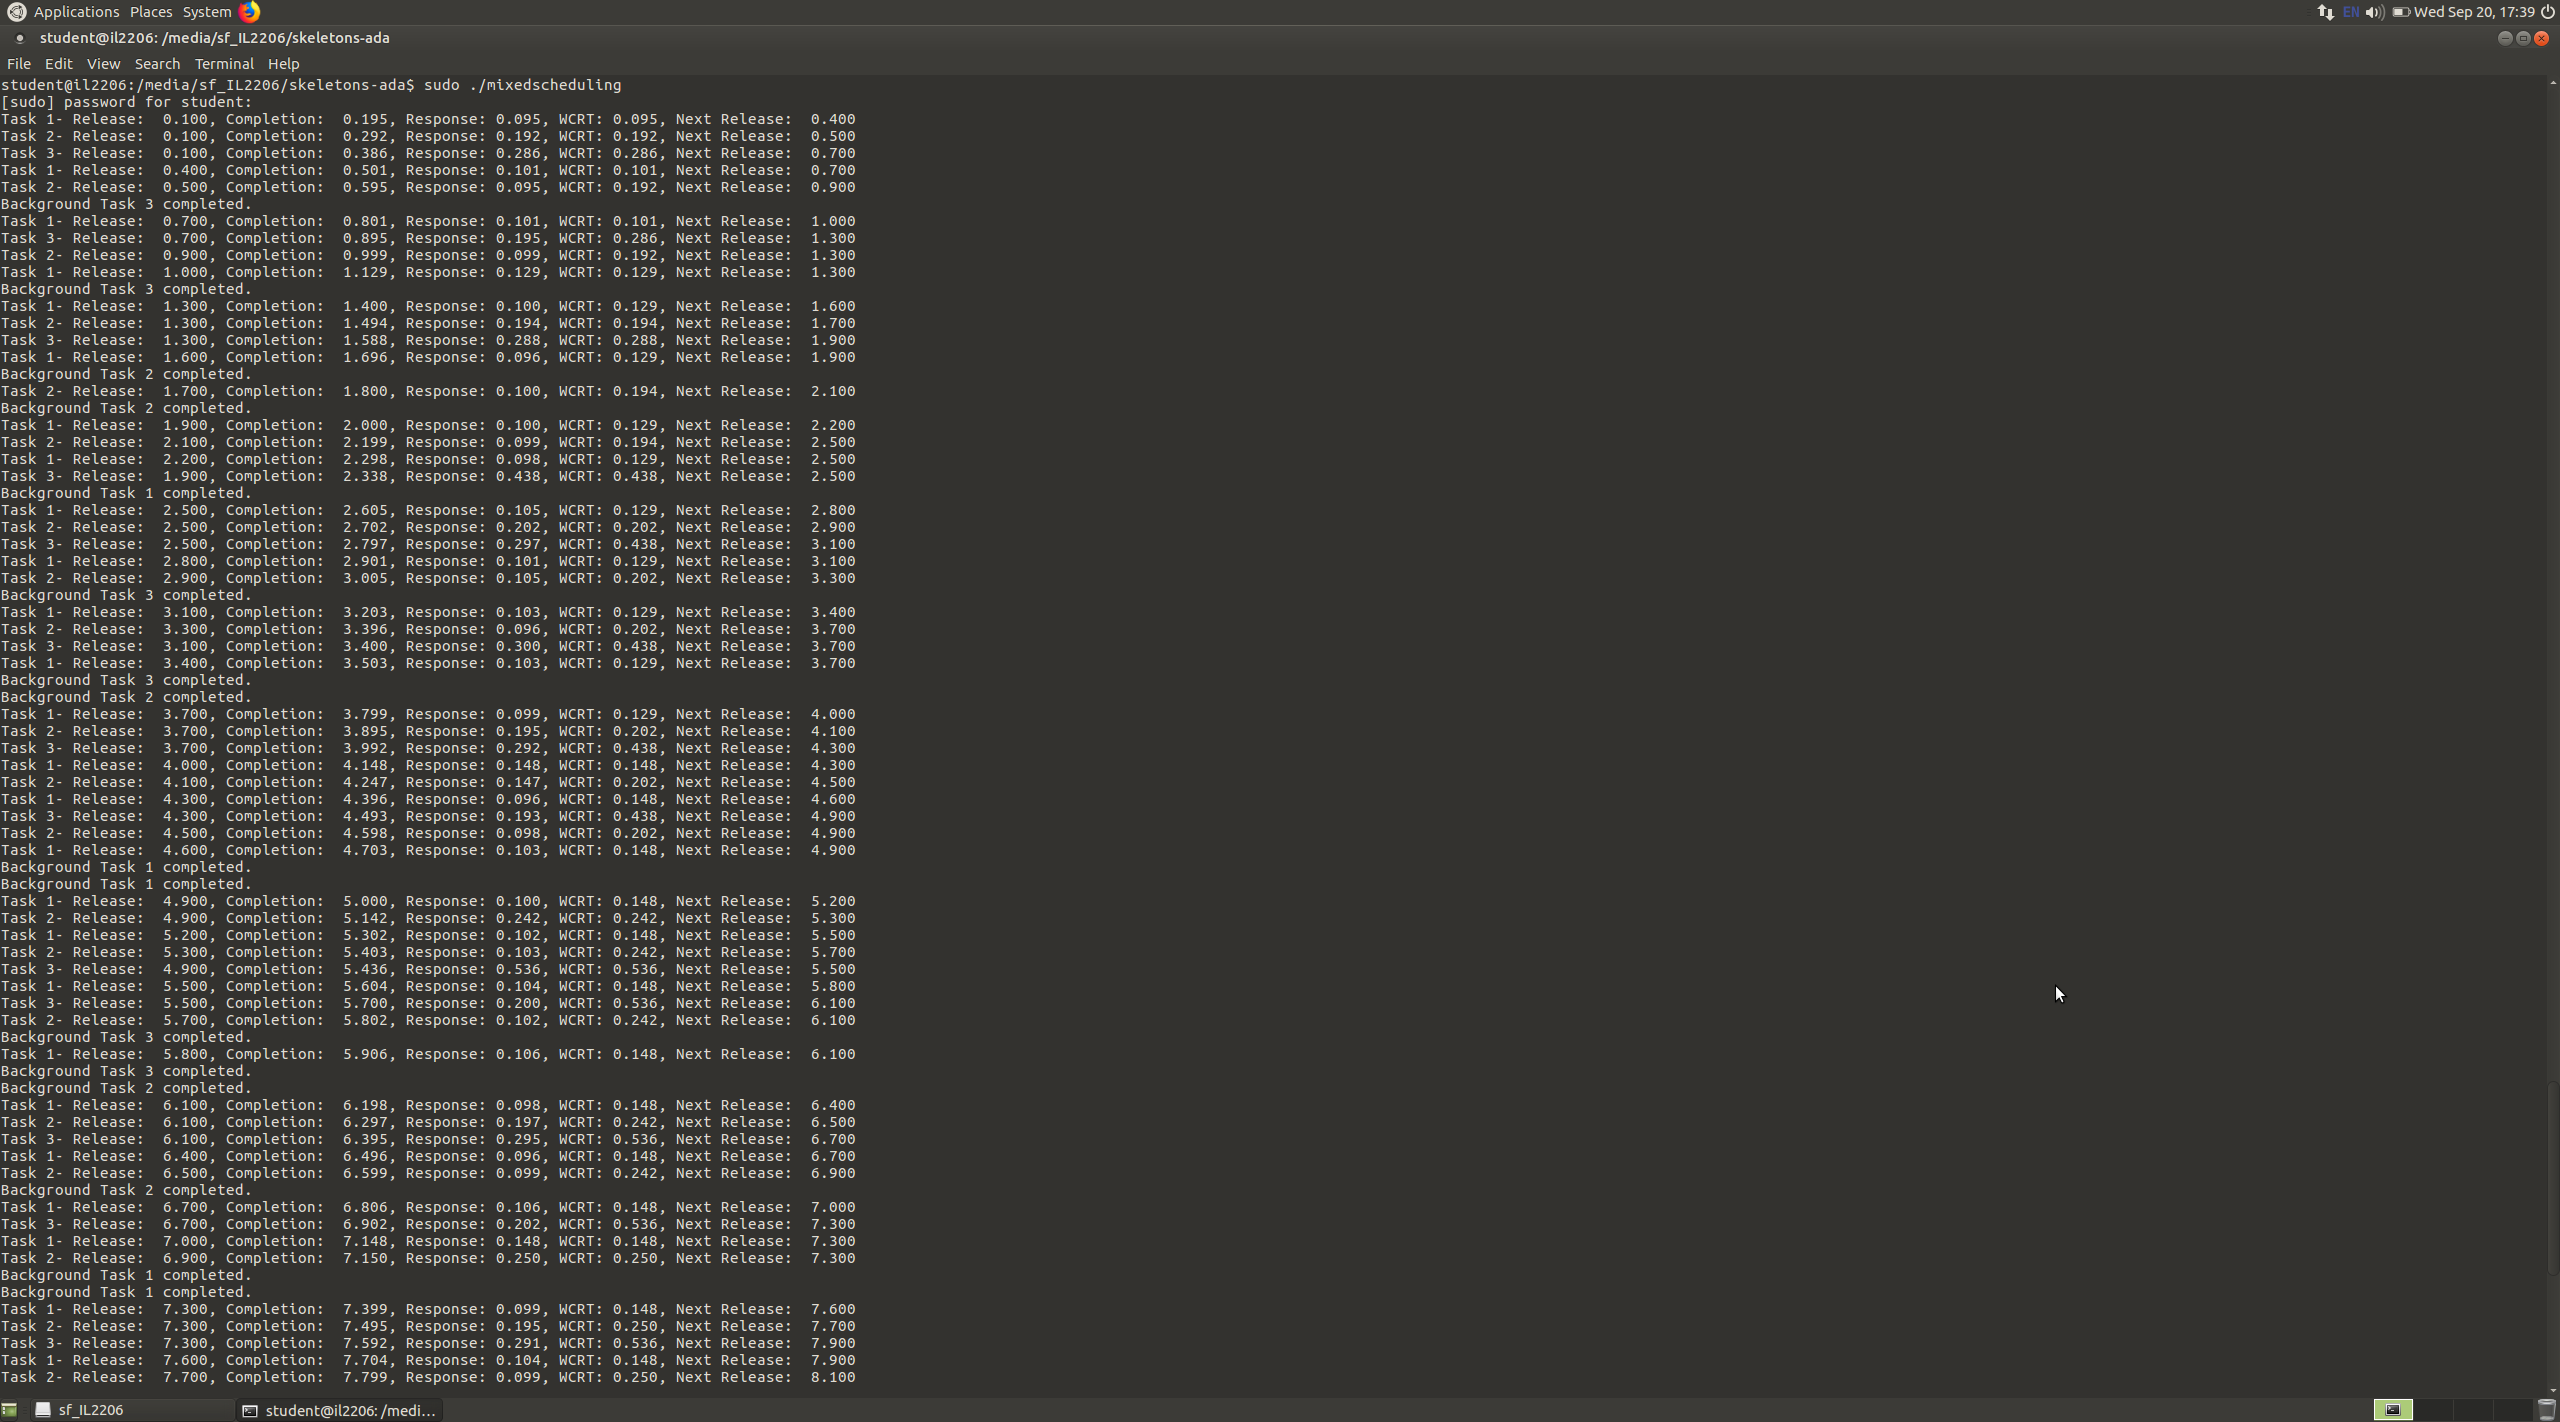 Applications Places System EN Wed Sep 20, 17:39
student@il2206: /media/sf_IL2206/skeletons-ada
File Edit View Search Terminal Help
student@il2206:/media/sf_IL2206/skeletons-ada$ sudo ./mixedscheduling
[sudo] password for student:
Task 1- Release:  0.100, Completion:  0.195, Response: 0.095, WCRT: 0.095, Next Release:  0.400
Task 2- Release:  0.100, Completion:  0.292, Response: 0.192, WCRT: 0.192, Next Release:  0.500
Task 3- Release:  0.100, Completion:  0.386, Response: 0.286, WCRT: 0.286, Next Release:  0.700
Task 1- Release:  0.400, Completion:  0.501, Response: 0.101, WCRT: 0.101, Next Release:  0.700
Task 2- Release:  0.500, Completion:  0.595, Response: 0.095, WCRT: 0.192, Next Release:  0.900
Background Task 3 completed.
Task 1- Release:  0.700, Completion:  0.801, Response: 0.101, WCRT: 0.101, Next Release:  1.000
Task 3- Release:  0.700, Completion:  0.895, Response: 0.195, WCRT: 0.286, Next Release:  1.300
Task 2- Release:  0.900, Completion:  0.999, Response: 0.099, WCRT: 0.192, Next Release:  1.300
Task 1- Release:  1.000, Completion:  1.129, Response: 0.129, WCRT: 0.129, Next Release:  1.300
Background Task 3 completed.
Task 1- Release:  1.300, Completion:  1.400, Response: 0.100, WCRT: 0.129, Next Release:  1.600
Task 2- Release:  1.300, Completion:  1.494, Response: 0.194, WCRT: 0.194, Next Release:  1.700
Task 3- Release:  1.300, Completion:  1.588, Response: 0.288, WCRT: 0.288, Next Release:  1.900
Task 1- Release:  1.600, Completion:  1.696, Response: 0.096, WCRT: 0.129, Next Release:  1.900
Background Task 2 completed.
Task 2- Release:  1.700, Completion:  1.800, Response: 0.100, WCRT: 0.194, Next Release:  2.100
Background Task 2 completed.
Task 1- Release:  1.900, Completion:  2.000, Response: 0.100, WCRT: 0.129, Next Release:  2.200
Task 2- Release:  2.100, Completion:  2.199, Response: 0.099, WCRT: 0.194, Next Release:  2.500
Task 1- Release:  2.200, Completion:  2.298, Response: 0.098, WCRT: 0.129, Next Release:  2.500
Task 3- Release:  1.900, Completion:  2.338, Response: 0.438, WCRT: 0.438, Next Release:  2.500
Background Task 1 completed.
Task 1- Release:  2.500, Completion:  2.605, Response: 0.105, WCRT: 0.129, Next Release:  2.800
Task 2- Release:  2.500, Completion:  2.702, Response: 0.202, WCRT: 0.202, Next Release:  2.900
Task 3- Release:  2.500, Completion:  2.797, Response: 0.297, WCRT: 0.438, Next Release:  3.100
Task 1- Release:  2.800, Completion:  2.901, Response: 0.101, WCRT: 0.129, Next Release:  3.100
Task 2- Release:  2.900, Completion:  3.005, Response: 0.105, WCRT: 0.202, Next Release:  3.300
Background Task 3 completed.
Task 1- Release:  3.100, Completion:  3.203, Response: 0.103, WCRT: 0.129, Next Release:  3.400
Task 2- Release:  3.300, Completion:  3.396, Response: 0.096, WCRT: 0.202, Next Release:  3.700
Task 3- Release:  3.100, Completion:  3.400, Response: 0.300, WCRT: 0.438, Next Release:  3.700
Task 1- Release:  3.400, Completion:  3.503, Response: 0.103, WCRT: 0.129, Next Release:  3.700
Background Task 3 completed.
Background Task 2 completed.
Task 1- Release:  3.700, Completion:  3.799, Response: 0.099, WCRT: 0.129, Next Release:  4.000
Task 2- Release:  3.700, Completion:  3.895, Response: 0.195, WCRT: 0.202, Next Release:  4.100
Task 3- Release:  3.700, Completion:  3.992, Response: 0.292, WCRT: 0.438, Next Release:  4.300
Task 1- Release:  4.000, Completion:  4.148, Response: 0.148, WCRT: 0.148, Next Release:  4.300
Task 2- Release:  4.100, Completion:  4.247, Response: 0.147, WCRT: 0.202, Next Release:  4.500
Task 1- Release:  4.300, Completion:  4.396, Response: 0.096, WCRT: 0.148, Next Release:  4.600
Task 3- Release:  4.300, Completion:  4.493, Response: 0.193, WCRT: 0.438, Next Release:  4.900
Task 2- Release:  4.500, Completion:  4.598, Response: 0.098, WCRT: 0.202, Next Release:  4.900
Task 1- Release:  4.600, Completion:  4.703, Response: 0.103, WCRT: 0.148, Next Release:  4.900
Background Task 1 completed.
Background Task 1 completed.
Task 1- Release:  4.900, Completion:  5.000, Response: 0.100, WCRT: 0.148, Next Release:  5.200
Task 2- Release:  4.900, Completion:  5.142, Response: 0.242, WCRT: 0.242, Next Release:  5.300
Task 1- Release:  5.200, Completion:  5.302, Response: 0.102, WCRT: 0.148, Next Release:  5.500
Task 2- Release:  5.300, Completion:  5.403, Response: 0.103, WCRT: 0.242, Next Release:  5.700
Task 3- Release:  4.900, Completion:  5.436, Response: 0.536, WCRT: 0.536, Next Release:  5.500
Task 1- Release:  5.500, Completion:  5.604, Response: 0.104, WCRT: 0.148, Next Release:  5.800
Task 3- Release:  5.500, Completion:  5.700, Response: 0.200, WCRT: 0.536, Next Release:  6.100
Task 2- Release:  5.700, Completion:  5.802, Response: 0.102, WCRT: 0.242, Next Release:  6.100
Background Task 3 completed.
Task 1- Release:  5.800, Completion:  5.906, Response: 0.106, WCRT: 0.148, Next Release:  6.100
Background Task 3 completed.
Background Task 2 completed.
Task 1- Release:  6.100, Completion:  6.198, Response: 0.098, WCRT: 0.148, Next Release:  6.400
Task 2- Release:  6.100, Completion:  6.297, Response: 0.197, WCRT: 0.242, Next Release:  6.500
Task 3- Release:  6.100, Completion:  6.395, Response: 0.295, WCRT: 0.536, Next Release:  6.700
Task 1- Release:  6.400, Completion:  6.496, Response: 0.096, WCRT: 0.148, Next Release:  6.700
Task 2- Release:  6.500, Completion:  6.599, Response: 0.099, WCRT: 0.242, Next Release:  6.900
Background Task 2 completed.
Task 1- Release:  6.700, Completion:  6.806, Response: 0.106, WCRT: 0.148, Next Release:  7.000
Task 3- Release:  6.700, Completion:  6.902, Response: 0.202, WCRT: 0.536, Next Release:  7.300
Task 1- Release:  7.000, Completion:  7.148, Response: 0.148, WCRT: 0.148, Next Release:  7.300
Task 2- Release:  6.900, Completion:  7.150, Response: 0.250, WCRT: 0.250, Next Release:  7.300
Background Task 1 completed.
Background Task 1 completed.
Task 1- Release:  7.300, Completion:  7.399, Response: 0.099, WCRT: 0.148, Next Release:  7.600
Task 2- Release:  7.300, Completion:  7.495, Response: 0.195, WCRT: 0.250, Next Release:  7.700
Task 3- Release:  7.300, Completion:  7.592, Response: 0.291, WCRT: 0.536, Next Release:  7.900
Task 1- Release:  7.600, Completion:  7.704, Response: 0.104, WCRT: 0.148, Next Release:  7.900
Task 2- Release:  7.700, Completion:  7.799, Response: 0.099, WCRT: 0.250, Next Release:  8.100
sf_IL2206 student@il2206: /medi...